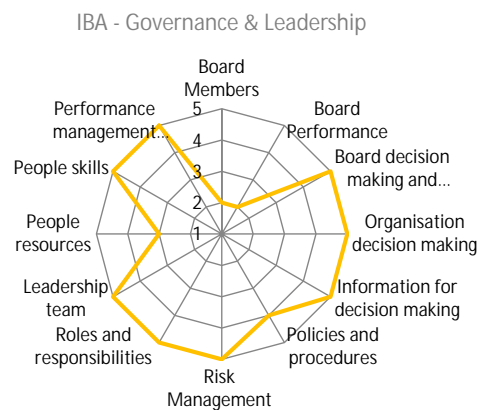 IBA - Governance & Leadership
Board
Members
Board
Performance
Board decision
making and...
Organisation
decision making
Information for
decision making
Policies and
procedures
Risk
Management
Roles and
responsibilities
Leadership
team
People
resources
People skills
Performance
management...
5
4
3
2
1